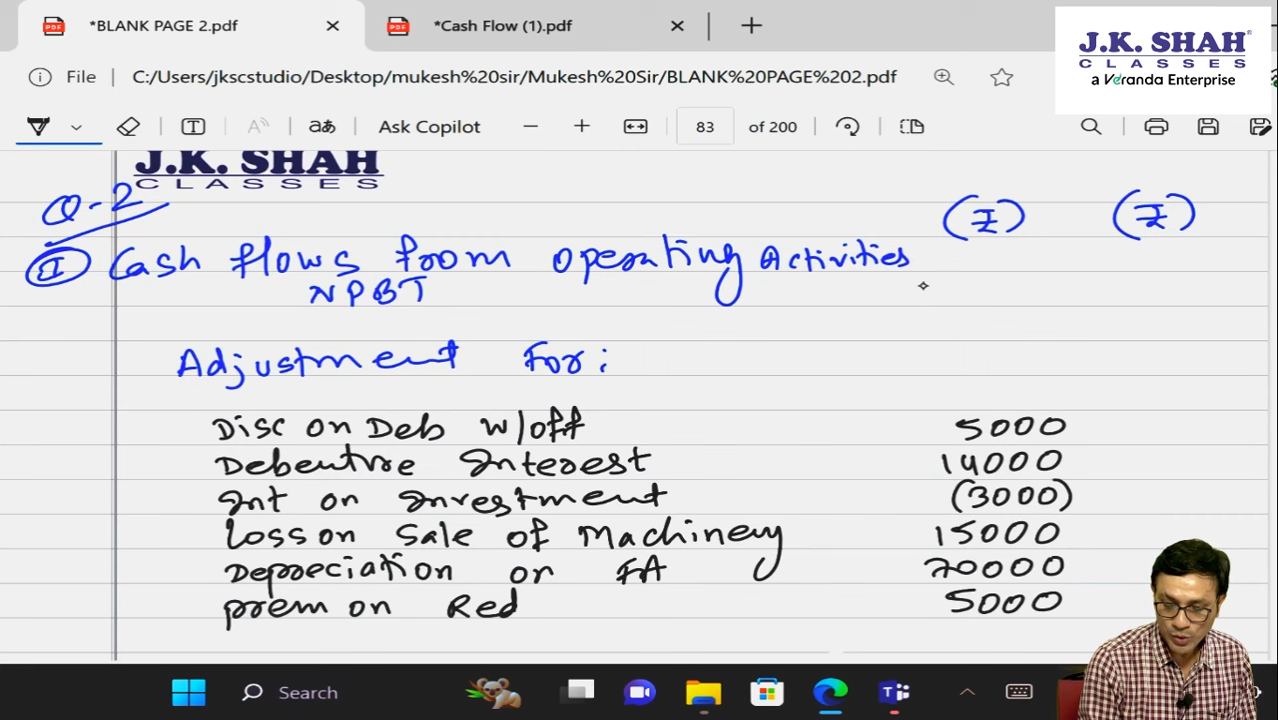 *BLANK PAGE 2.pdf
*Cash Flow (1).pdf
J.K. SHAH
CLASSES
a Veranda Enterprise
File C:/Users/jkscstudio/Desktop/mukesh%20sir/Mukesh%20Sir/BLANK%20PAGE%202.pdf
Ask Copilot 83 of 200
J.K. SHAH
CLASSES
Q-2 (₹) (₹)
(I) Cash flows from operating Activities
NPBT
Adjustment For:
Disc on Deb w/off 5000
Debenture Interest 14000
Int on Investment (3000)
Loss on Sale of Machinery 15000
Depreciation on FA 70000
prem on Red 5000
Search